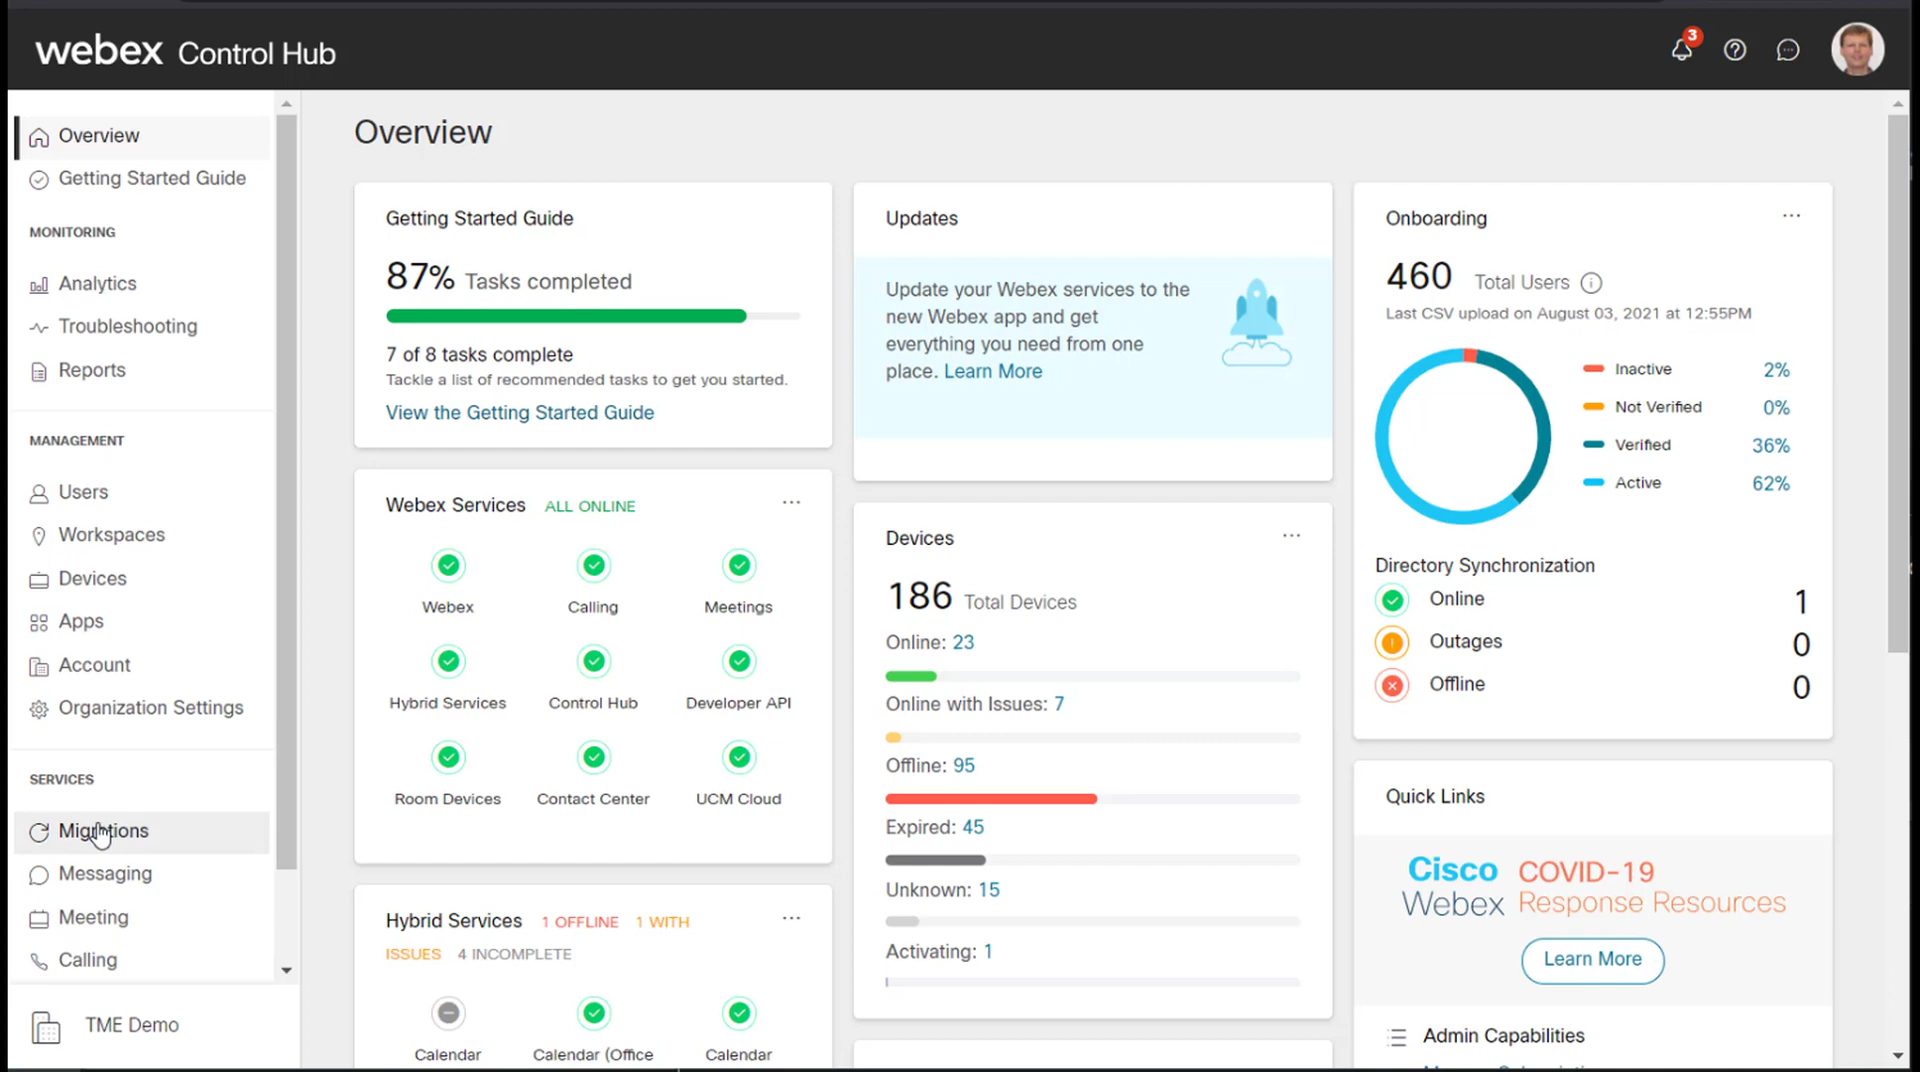 webex Control Hub
3
Overview
Getting Started Guide
MONITORING
Analytics
Troubleshooting
Reports
MANAGEMENT
Users
Workspaces
Devices
Apps
Account
Organization Settings
SERVICES
Migrations
Messaging
Meeting
Calling
TME Demo
Overview
Getting Started Guide
87% Tasks completed
7 of 8 tasks complete
Tackle a list of recommended tasks to get you started.
View the Getting Started Guide
Webex Services ALL ONLINE
Webex Calling Meetings
Hybrid Services Control Hub Developer API
Room Devices Contact Center UCM Cloud
Hybrid Services 1 OFFLINE 1 WITH
ISSUES 4 INCOMPLETE
Calendar Calendar (Office Calendar
Updates
Update your Webex services to the
new Webex app and get
everything you need from one
place. Learn More
Devices
186 Total Devices
Online: 23
Online with Issues: 7
Offline: 95
Expired: 45
Unknown: 15
Activating: 1
Onboarding
460 Total Users
Last CSV upload on August 03, 2021 at 12:55PM
Inactive 2%
Not Verified 0%
Verified 36%
Active 62%
Directory Synchronization
Online 1
Outages 0
Offline 0
Quick Links
Cisco COVID-19
Webex Response Resources
Learn More
Admin Capabilities